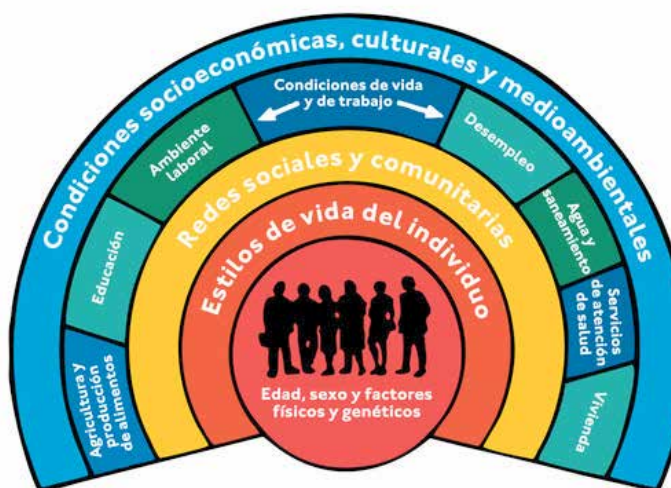 Condiciones socioeconómicas, culturales y medioambientales
Condiciones de vida
y de trabajo
Agricultura y
producción
de alimentos
Educación
Ambiente
laboral
Desempleo
Agua y
saneamiento
Servicios
de atención
de salud
Vivienda
Redes sociales y comunitarias
Estilos de vida del individuo
Edad, sexo y factores
físicos y genéticos